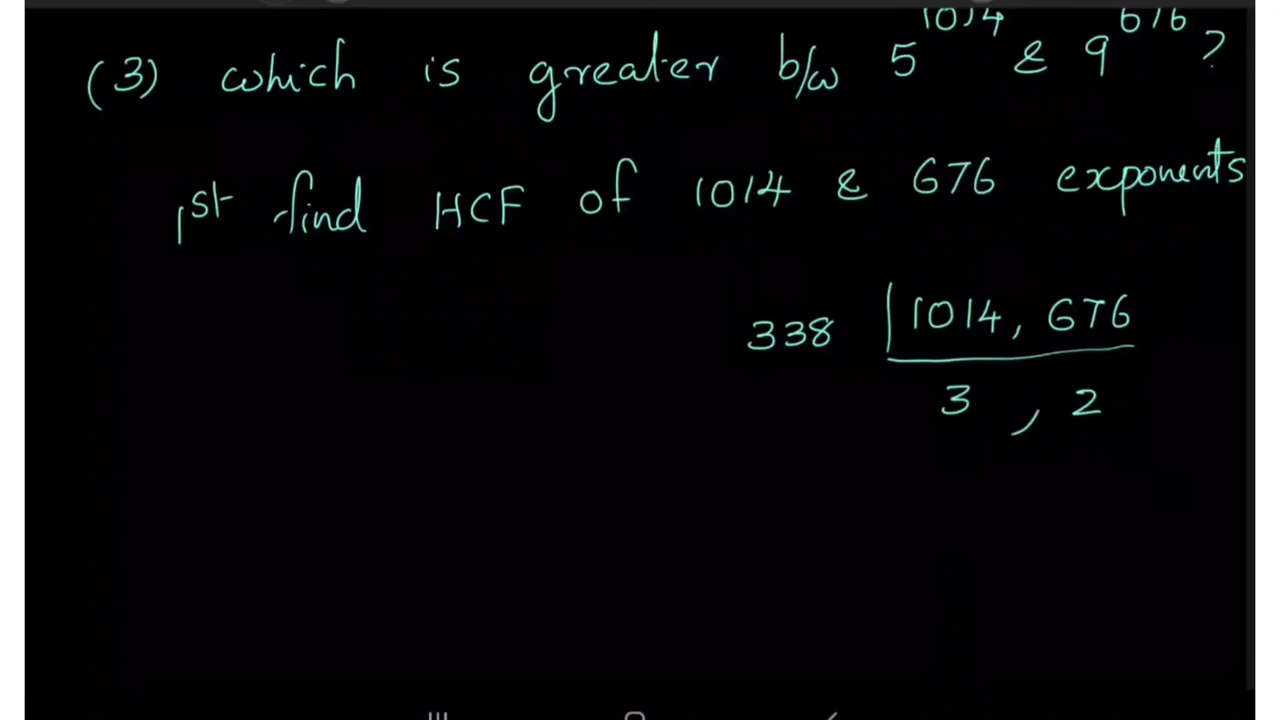 (3) which is greater b/w 5^1014 & 9^676 ?
1st find HCF of 1014 & 676 exponents
338 | 1014, 676
3 , 2